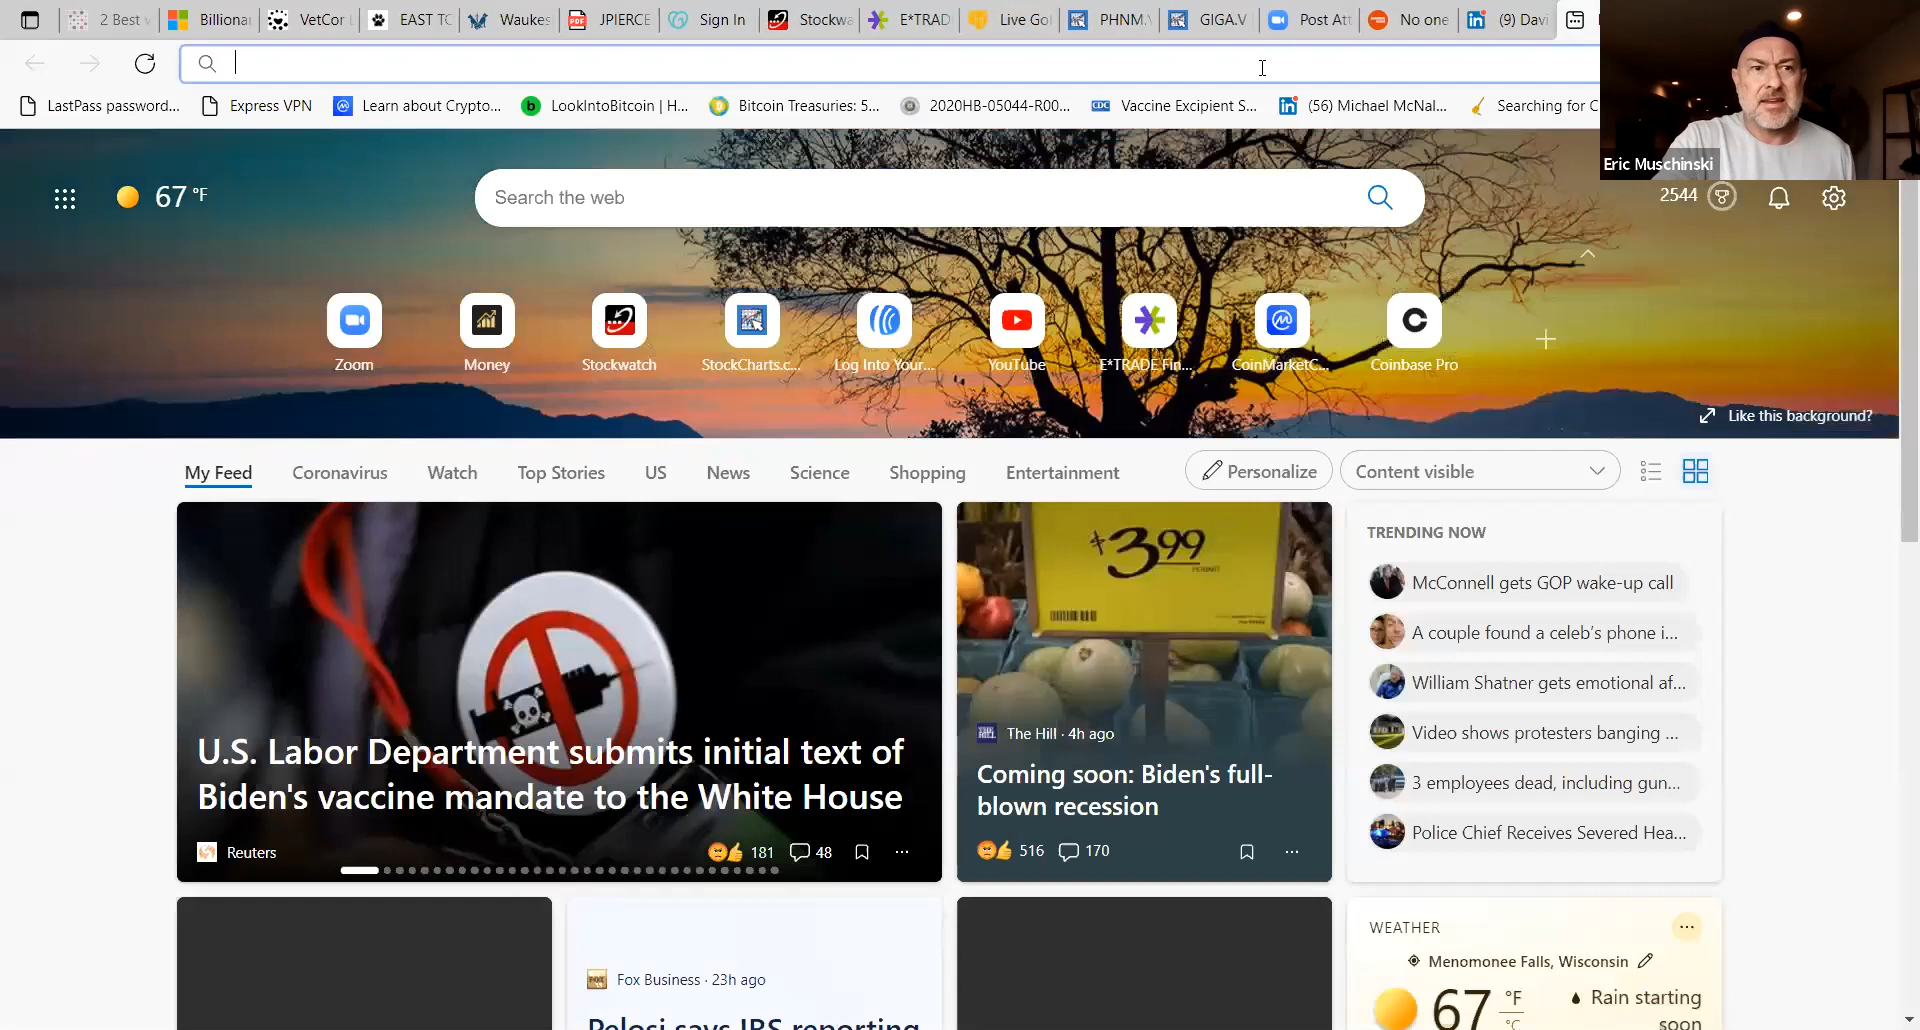 2 Best v
Billiona
VetCor L
EAST TO
Waukes
JPIERCE
Sign In
Stockwa
E*TRAD
Live Gol
PHNM.V
GIGA.V
Post Att
No one
(9) Davi
LastPass password...
Express VPN
Learn about Crypto...
LookIntoBitcoin | H...
Bitcoin Treasuries: 5...
2020HB-05044-R00...
Vaccine Excipient S...
(56) Michael McNal...
Searching for C
Eric Muschinski
67 °F
Search the web
2544
Zoom
Money
Stockwatch
StockCharts.c...
Log Into Your...
YouTube
E*TRADE Fin...
CoinMarketC...
Coinbase Pro
Like this background?
My Feed
Coronavirus
Watch
Top Stories
US
News
Science
Shopping
Entertainment
Personalize
Content visible
$3.99
TRENDING NOW
McConnell gets GOP wake-up call
A couple found a celeb's phone i...
William Shatner gets emotional af...
Video shows protesters banging ...
3 employees dead, including gun...
Police Chief Receives Severed Hea...
U.S. Labor Department submits initial text of
Biden's vaccine mandate to the White House
Reuters
181
48
The Hill · 4h ago
Coming soon: Biden's full-
blown recession
516
170
Fox Business · 23h ago
Pelosi says IRS reporting
WEATHER
Menomonee Falls, Wisconsin
67 °F
°C
Rain starting
soon